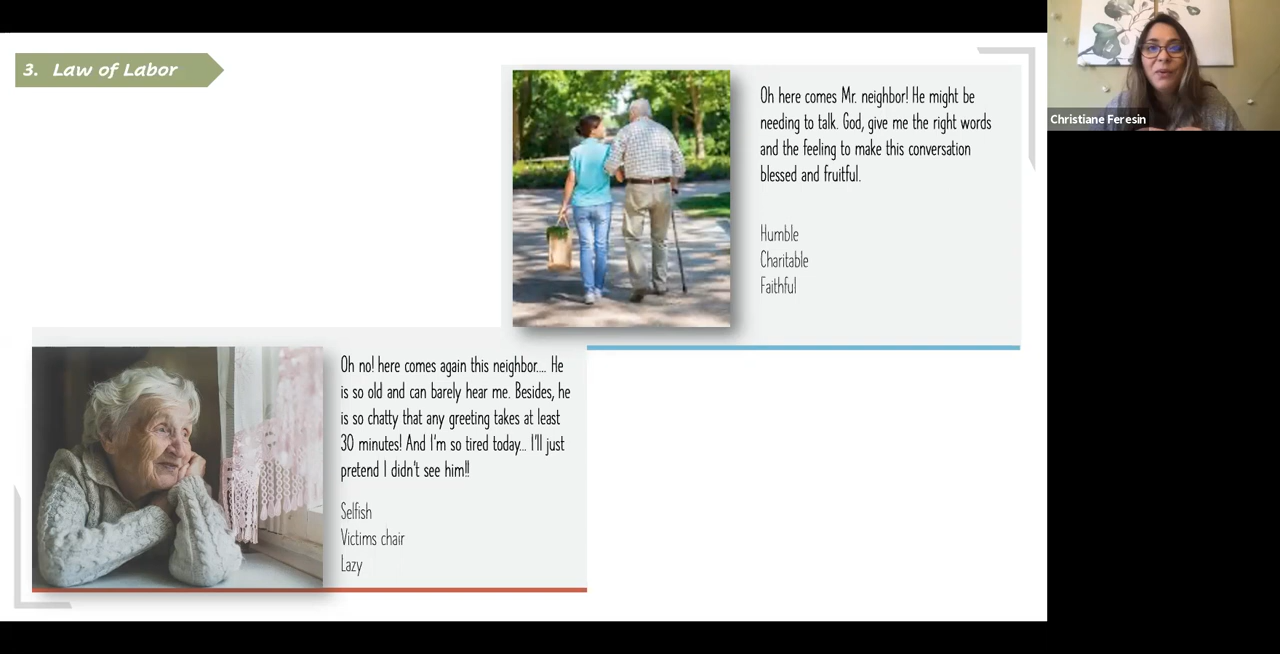 3. Law of Labor
Oh here comes Mr. neighbor! He might be
needing to talk. God, give me the right words
and the feeling to make this conversation
blessed and fruitful.
Humble
Charitable
Faithful
Oh no! here comes again this neighbor.... He
is so old and can barely hear me. Besides, he
is so chatty that any greeting takes at least
30 minutes! And I'm so tired today... I'll just
pretend I didn't see him!!
Selfish
Victims chair
Lazy
Christiane Feresin